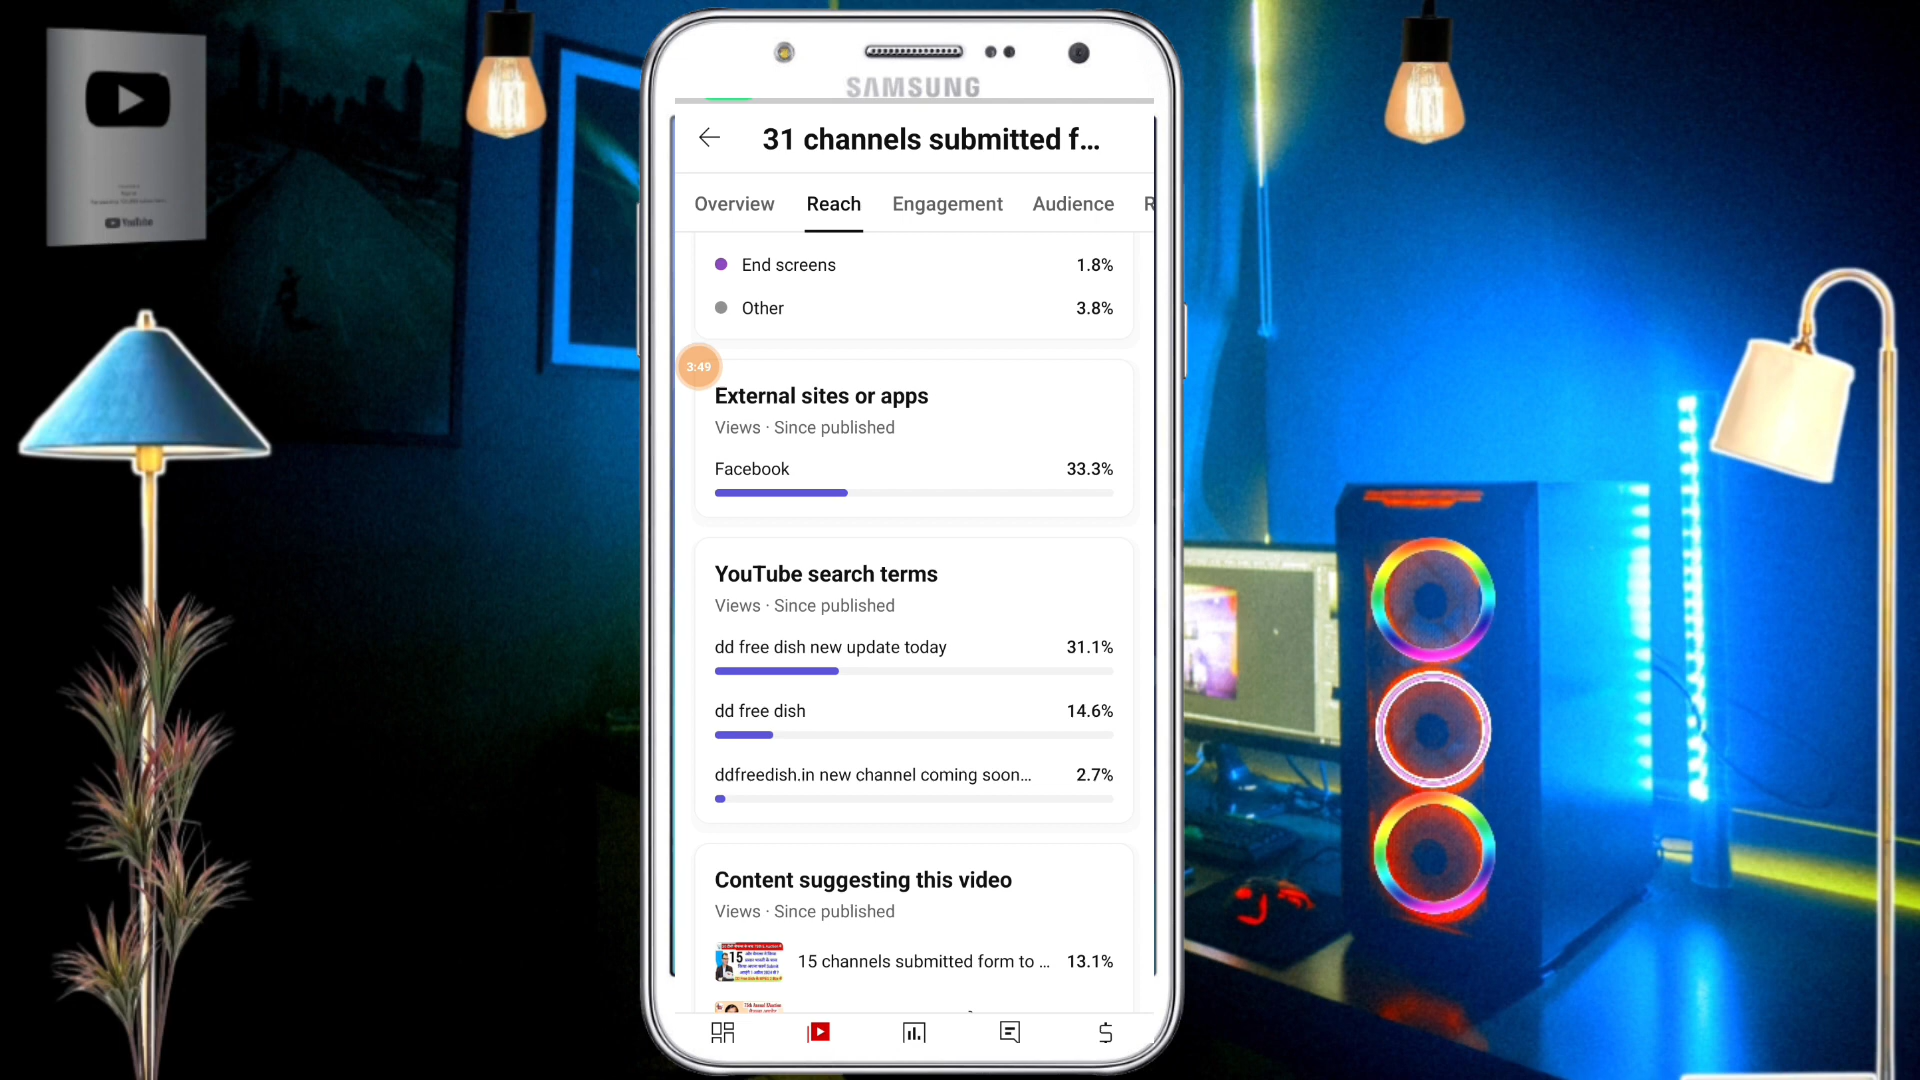 YouTube
SAMSUNG
31 channels submitted f...
Overview
Reach
Engagement
Audience
R
End screens
1.8%
Other
3.8%
3:49
External sites or apps
Views · Since published
Facebook
33.3%
YouTube search terms
Views · Since published
dd free dish new update today
31.1%
dd free dish
14.6%
ddfreedish.in new channel coming soon...
2.7%
Content suggesting this video
Views · Since published
15
15 channels submitted form to ...
13.1%